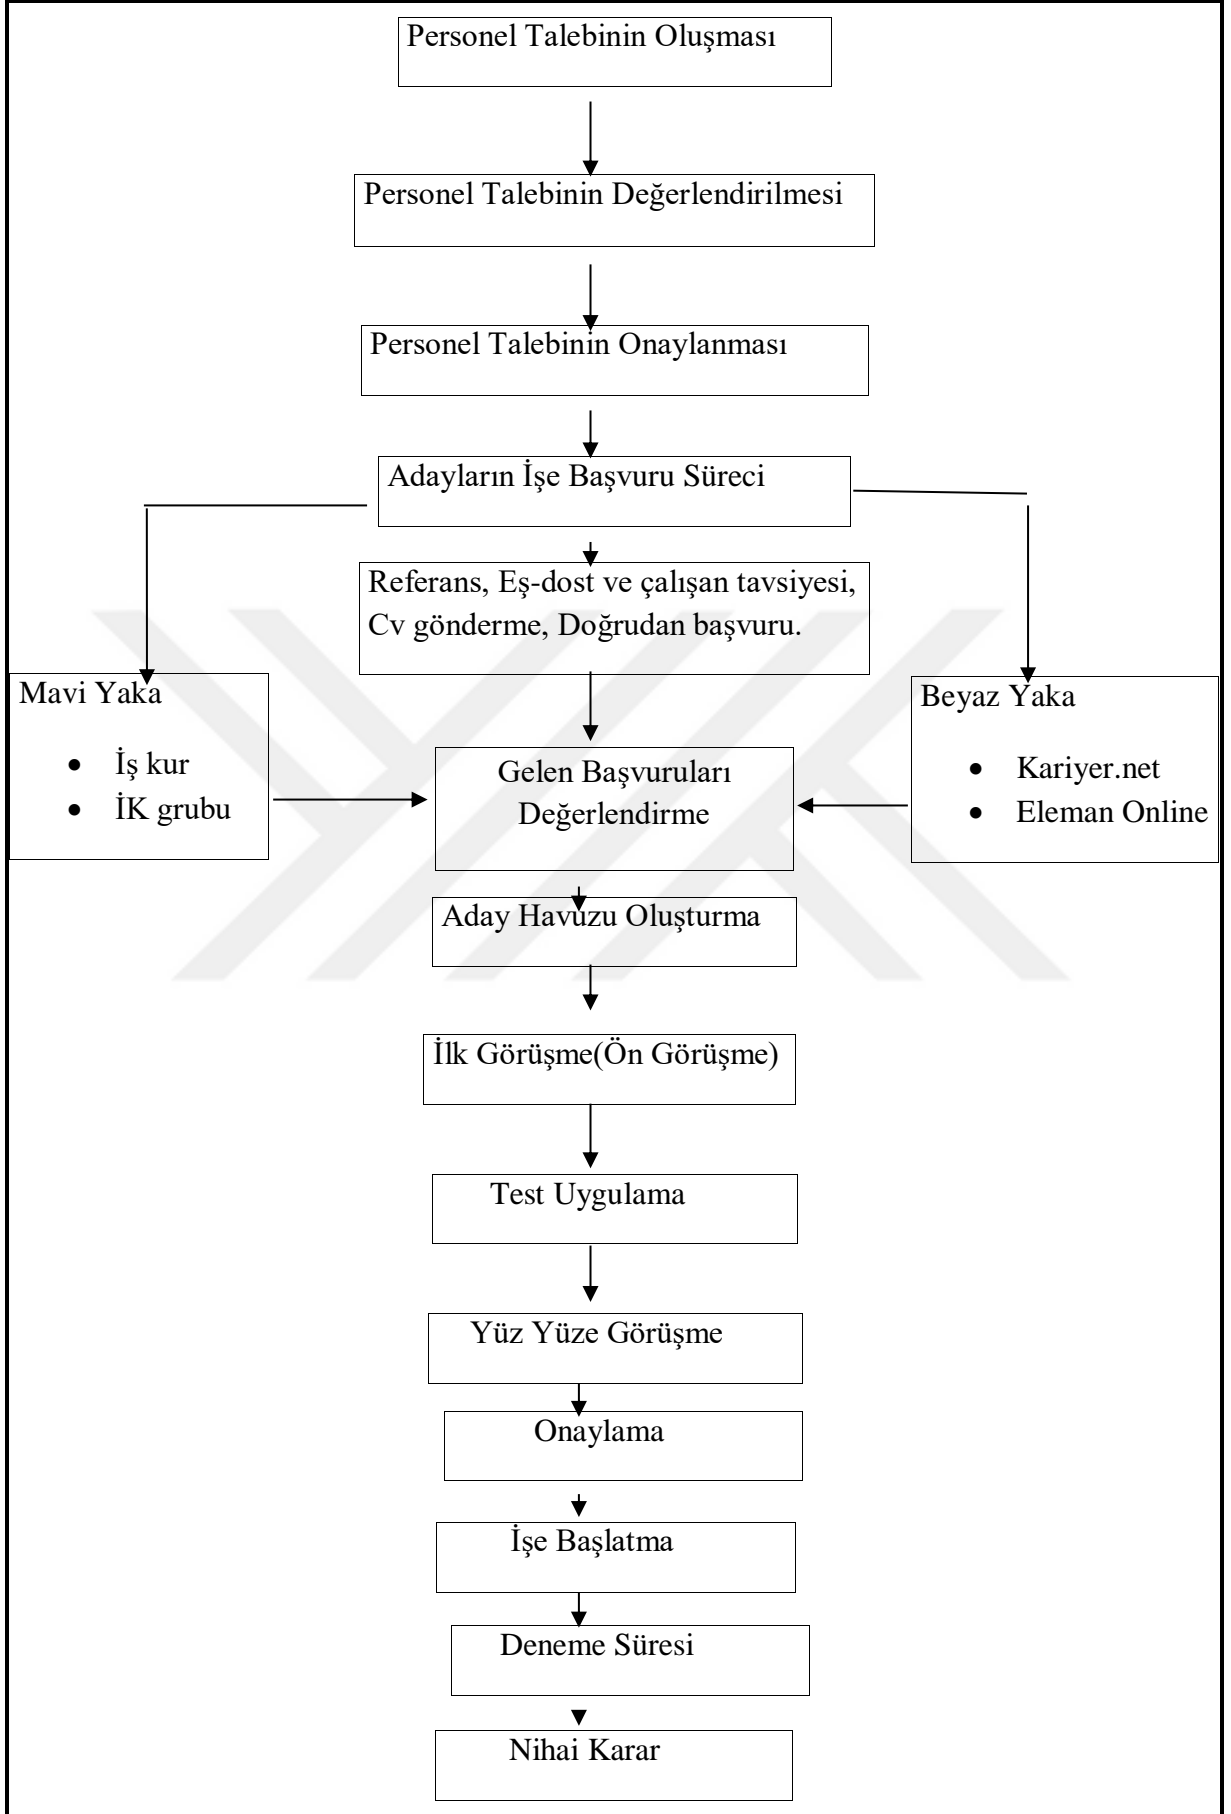 Personel Talebinin Oluşması
Personel Talebinin Değerlendirilmesi
Personel Talebinin Onaylanması
Adayların İşe Başvuru Süreci
Referans, Eş-dost ve çalışan tavsiyesi,
Cv gönderme, Doğrudan başvuru.
Mavi Yaka
• İş kur
• İK grubu
Beyaz Yaka
• Kariyer.net
• Eleman Online
Gelen Başvuruları
Değerlendirme
Aday Havuzu Oluşturma
İlk Görüşme(Ön Görüşme)
Test Uygulama
Yüz Yüze Görüşme
Onaylama
İşe Başlatma
Deneme Süresi
Nihai Karar